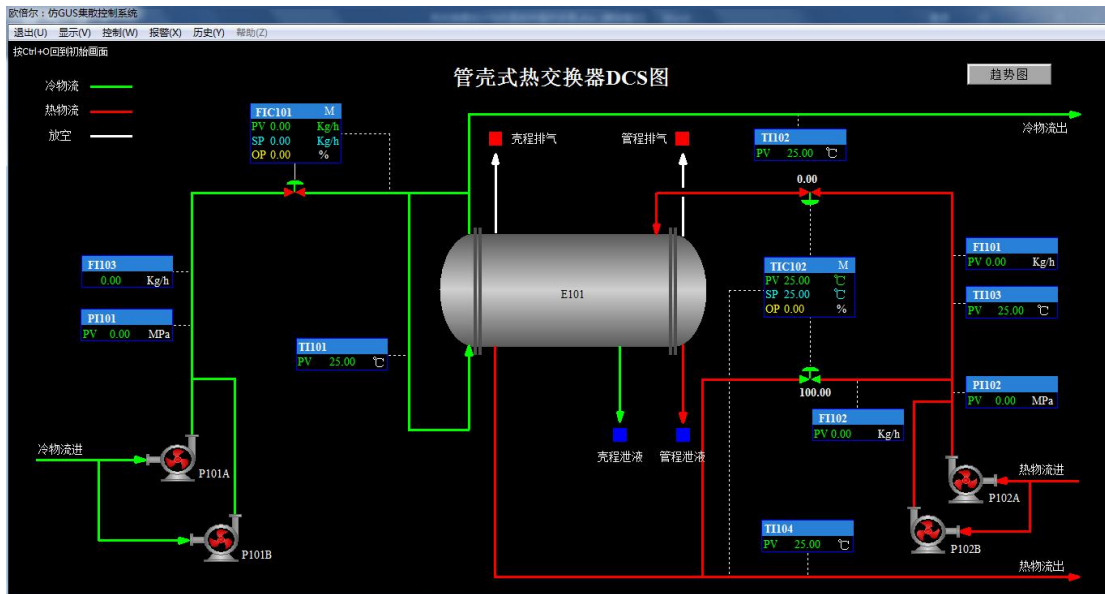 欧倍尔：仿GUS集散控制系统
退出(U) 显示(V) 控制(W) 报警(X) 历史(Y) 帮助(Z)
按Ctrl+O回到初始画面
管壳式热交换器DCS图
趋势图
冷物流
热物流
放空
FIC101 M
PV 0.00 Kg/h
SP 0.00 Kg/h
OP 0.00 %
壳程排气
管程排气
冷物流出
TI102
PV 25.00 ℃
0.00
FI103
0.00 Kg/h
PI101
PV 0.00 MPa
TI101
PV 25.00 ℃
E101
TIC102 M
PV 25.00 ℃
SP 25.00 ℃
OP 0.00 %
FI101
PV 0.00 Kg/h
TI103
PV 25.00 ℃
PI102
PV 0.00 MPa
100.00
FI102
PV 0.00 Kg/h
壳程泄液
管程泄液
冷物流进
P101A
P101B
热物流进
P102A
P102B
TI104
PV 25.00 ℃
热物流出